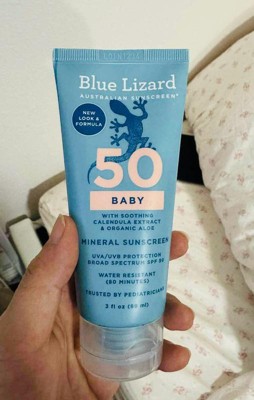 Blue Lizard
AUSTRALIAN SUNSCREEN
NEW
LOOK &
FORMULA
50
BABY
WITH SOOTHING
CALENDULA EXTRACT
& ORGANIC ALOE
MINERAL SUNSCREEN
UVA/UVB PROTECTION
BROAD SPECTRUM SPF 50
WATER RESISTANT
(80 MINUTES)
TRUSTED BY PEDIATRICIANS
3 fl oz (89 ml)